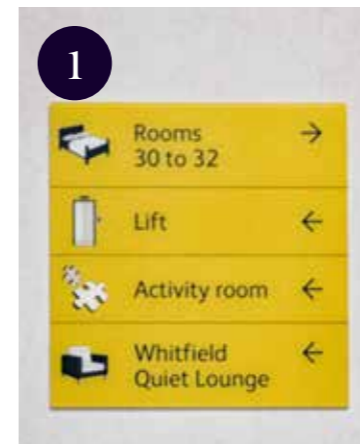 1
Rooms →
30 to 32
Lift ←
Activity room ←
Whitfield ←
Quiet Lounge